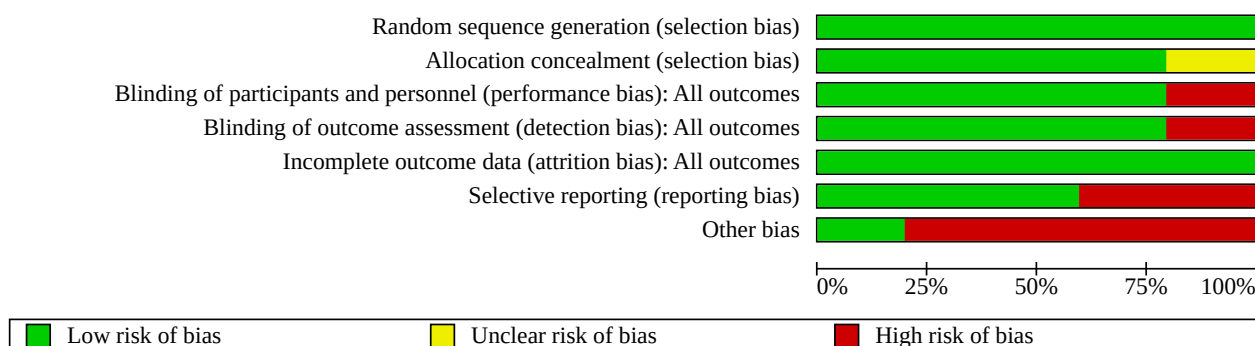 Random sequence generation (selection bias)
Allocation concealment (selection bias)
Blinding of participants and personnel (performance bias): All outcomes
Blinding of outcome assessment (detection bias): All outcomes
Incomplete outcome data (attrition bias): All outcomes
Selective reporting (reporting bias)
Other bias
0% 25% 50% 75% 100%
Low risk of bias Unclear risk of bias High risk of bias